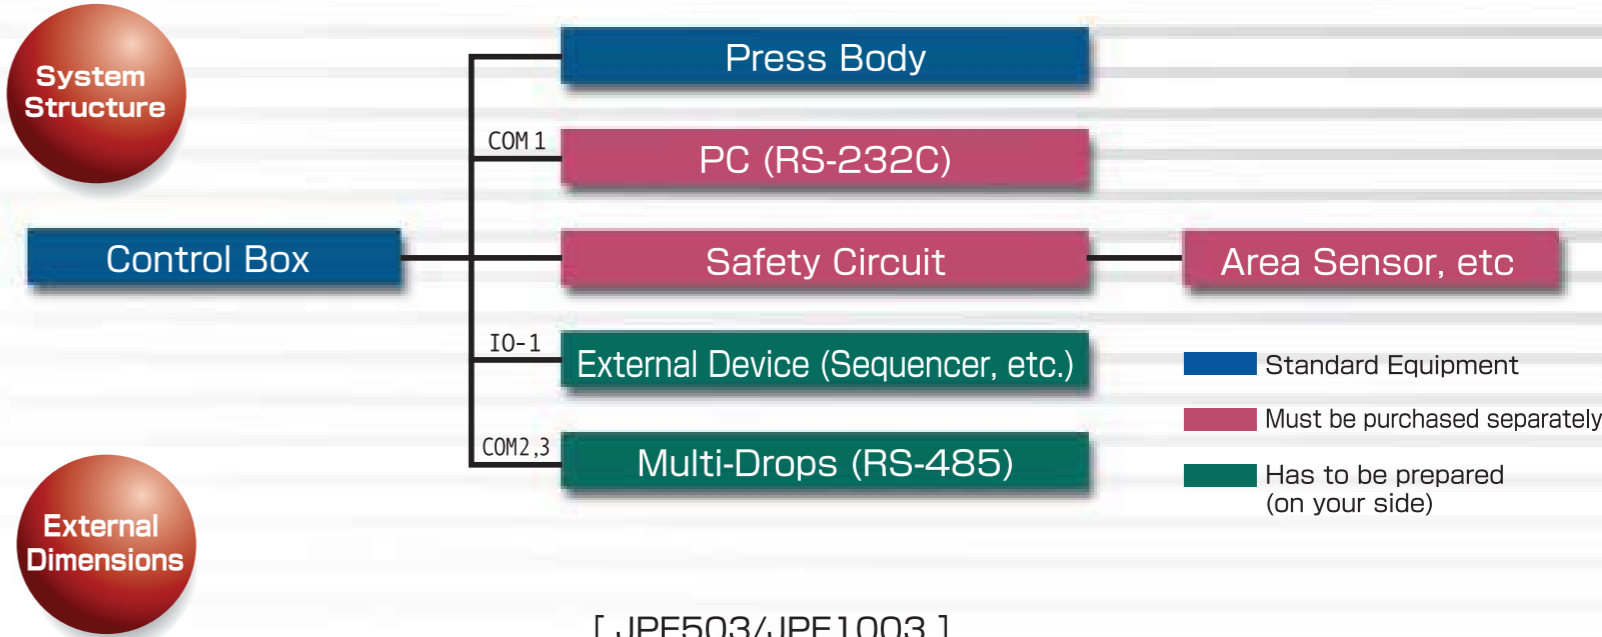 System
Structure
Press Body
COM 1
PC (RS-232C)
Control Box
Safety Circuit
Area Sensor, etc
IO-1
External Device (Sequencer, etc.)
COM2,3
Multi-Drops (RS-485)
Standard Equipment
Must be purchased separately
Has to be prepared
(on your side)
External
Dimensions
[ JPE503/JPE1003 ]